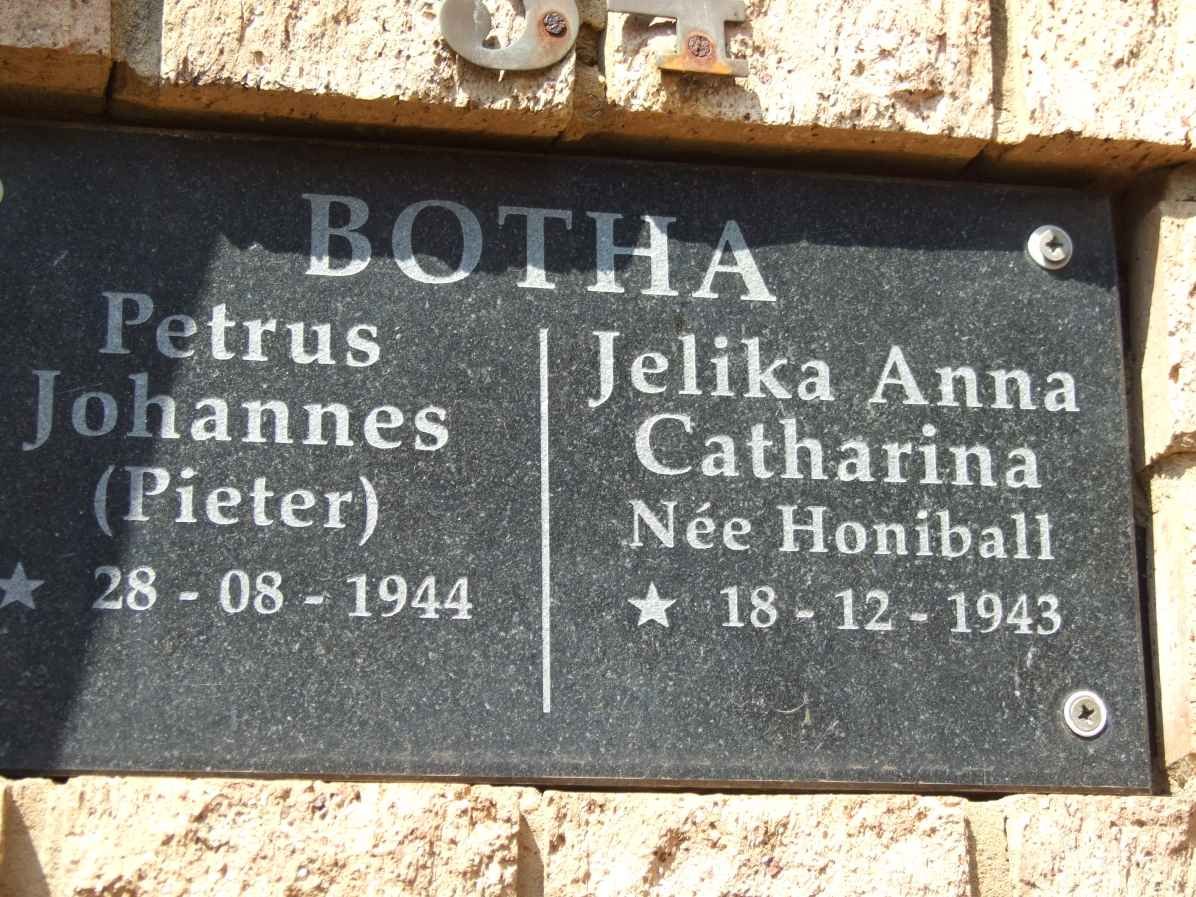 BOTHA
Petrus
Johannes
(Pieter)
★ 28 - 08 - 1944
Jelika Anna
Catharina
Née Honiball
★ 18 - 12 - 1943